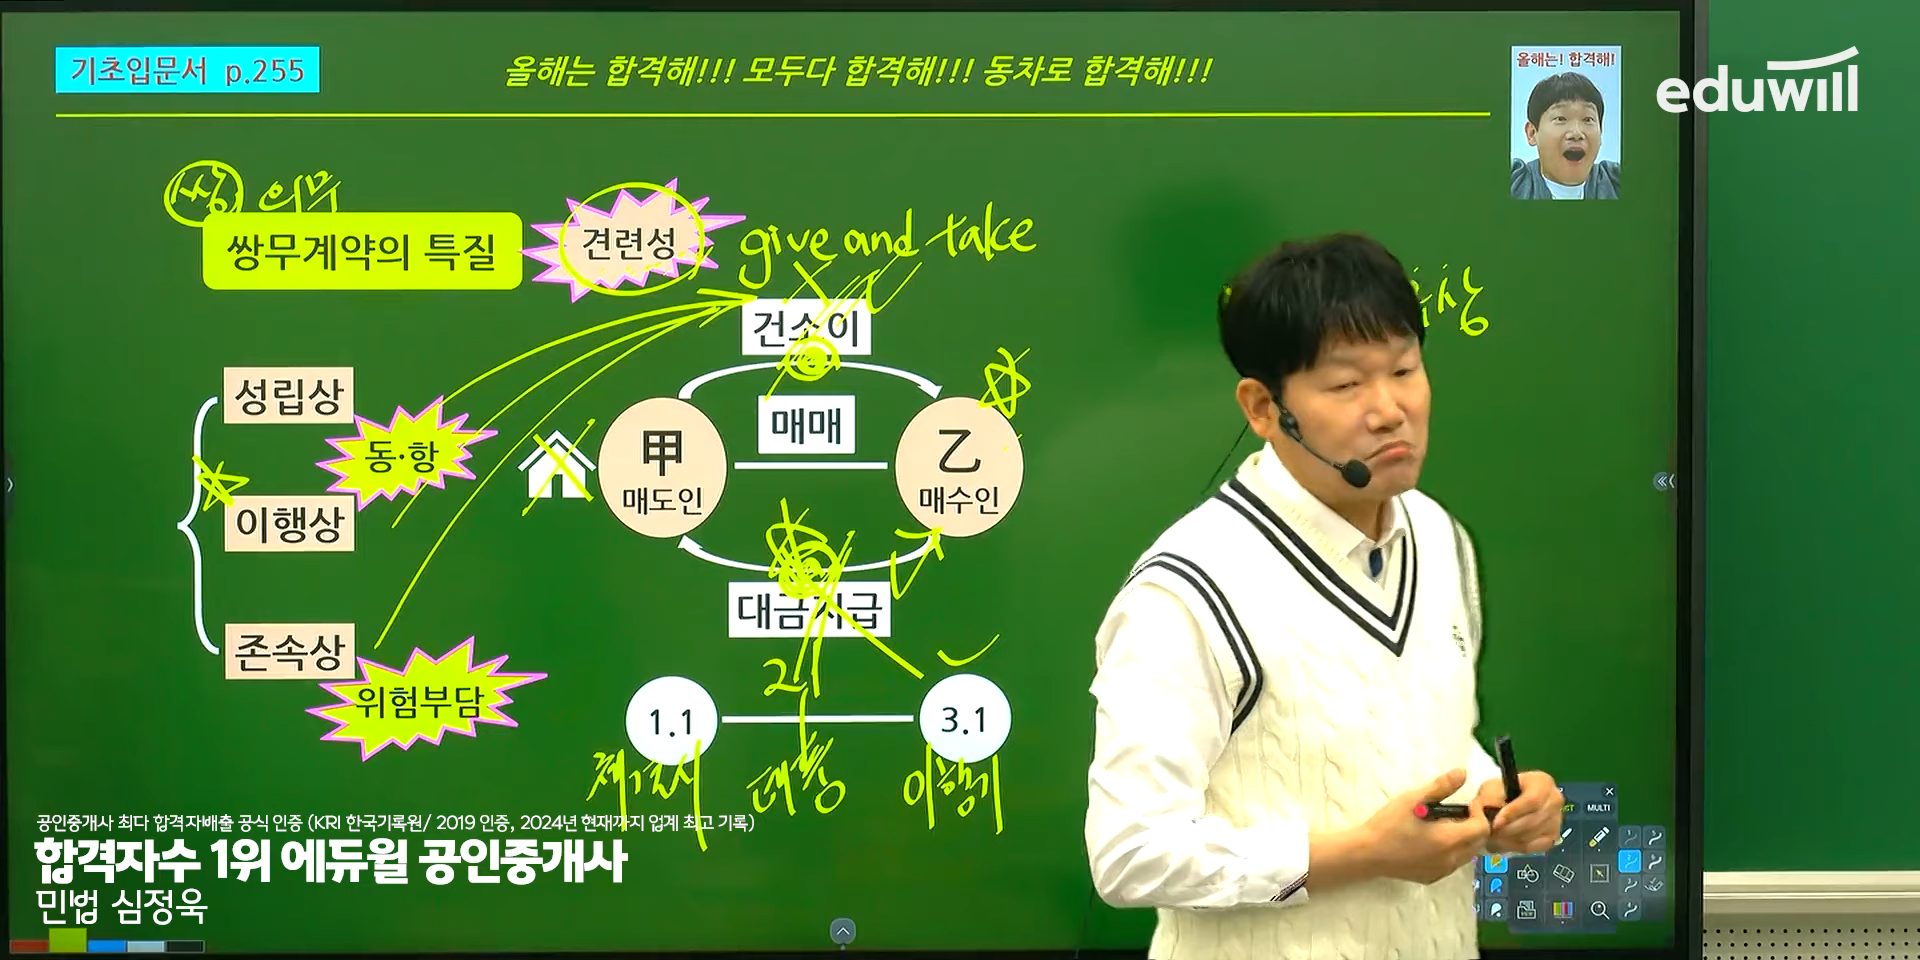 기초입문서 p.255
올해는 합격해!!! 모두다 합격해!!! 동차로 합격해!!!
올해는! 합격해!
eduwill
쌍 의무
쌍무계약의 특질
견련성
give and take
건소이
성립상
동·항
매매
甲
매도인
乙
매수인
이행상
대금지급
존속상
위험부담
2/1
1.1
3.1
이행기
공인중개사 최다 합격자배출 공식 인증 (KRI 한국기록원/ 2019 인증, 2024년 현재까지 업계 최고 기록)
합격자수 1위 에듀윌 공인중개사
민법 심정욱
MULTI